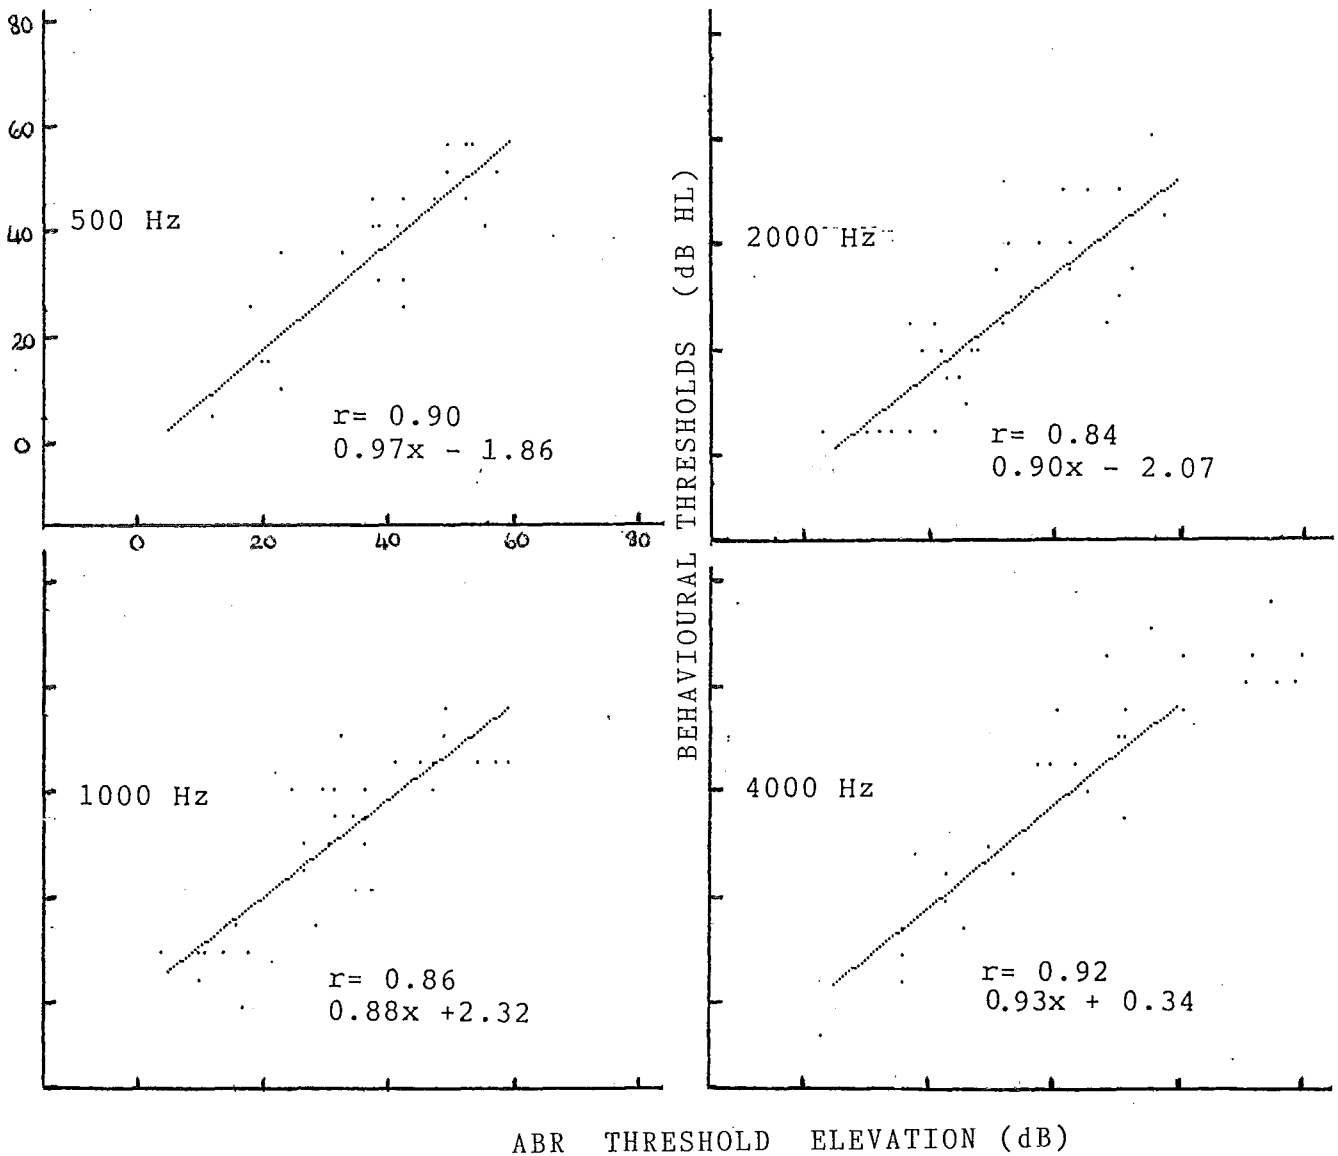 80
60
40
20
0
500 Hz
r= 0.90
0.97x - 1.86
0 20 40 60 80
BEHAVIOURAL THRESHOLDS (dB HL)
2000 Hz
r= 0.84
0.90x - 2.07
1000 Hz
r= 0.86
0.88x +2.32
4000 Hz
r= 0.92
0.93x + 0.34
ABR THRESHOLD ELEVATION (dB)